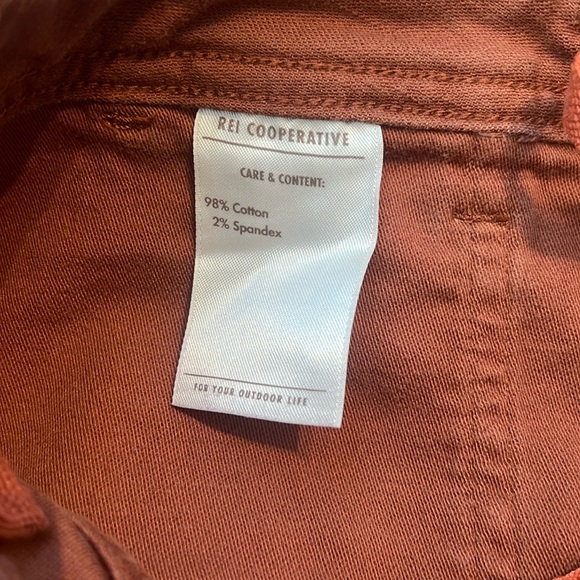 REI COOPERATIVE
CARE & CONTENT:
98% Cotton
2% Spandex
FOR YOUR OUTDOOR LIFE